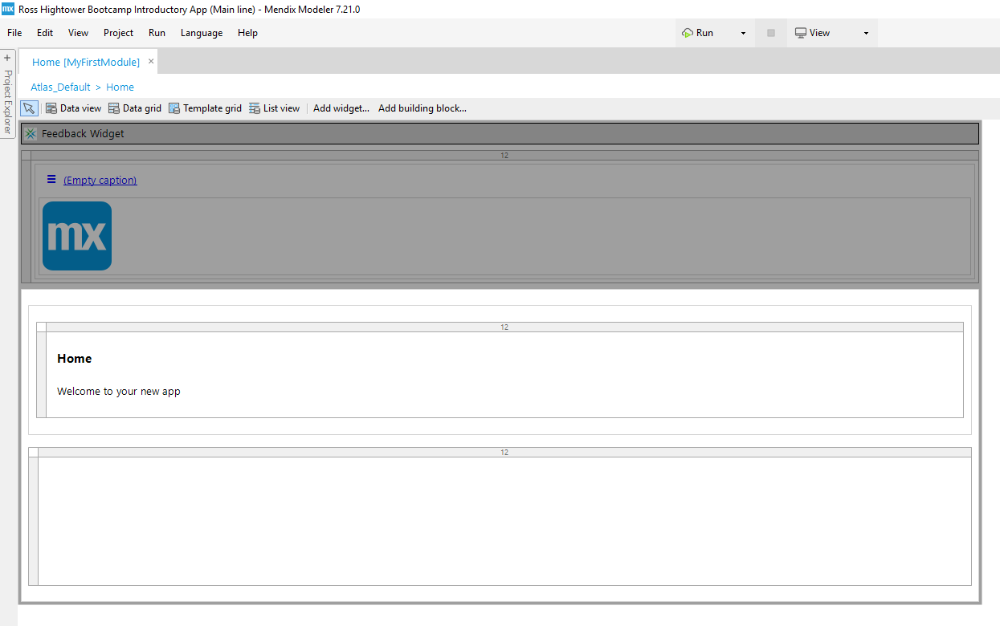 mx Ross Hightower Bootcamp Introductory App (Main line) - Mendix Modeler 7.21.0
File Edit View Project Run Language Help Run View
Project Explorer
Home [MyFirstModule] ×
Atlas_Default > Home
Data view Data grid Template grid List view Add widget... Add building block...
Feedback Widget
12
(Empty caption)
mx
12
Home
Welcome to your new app
12